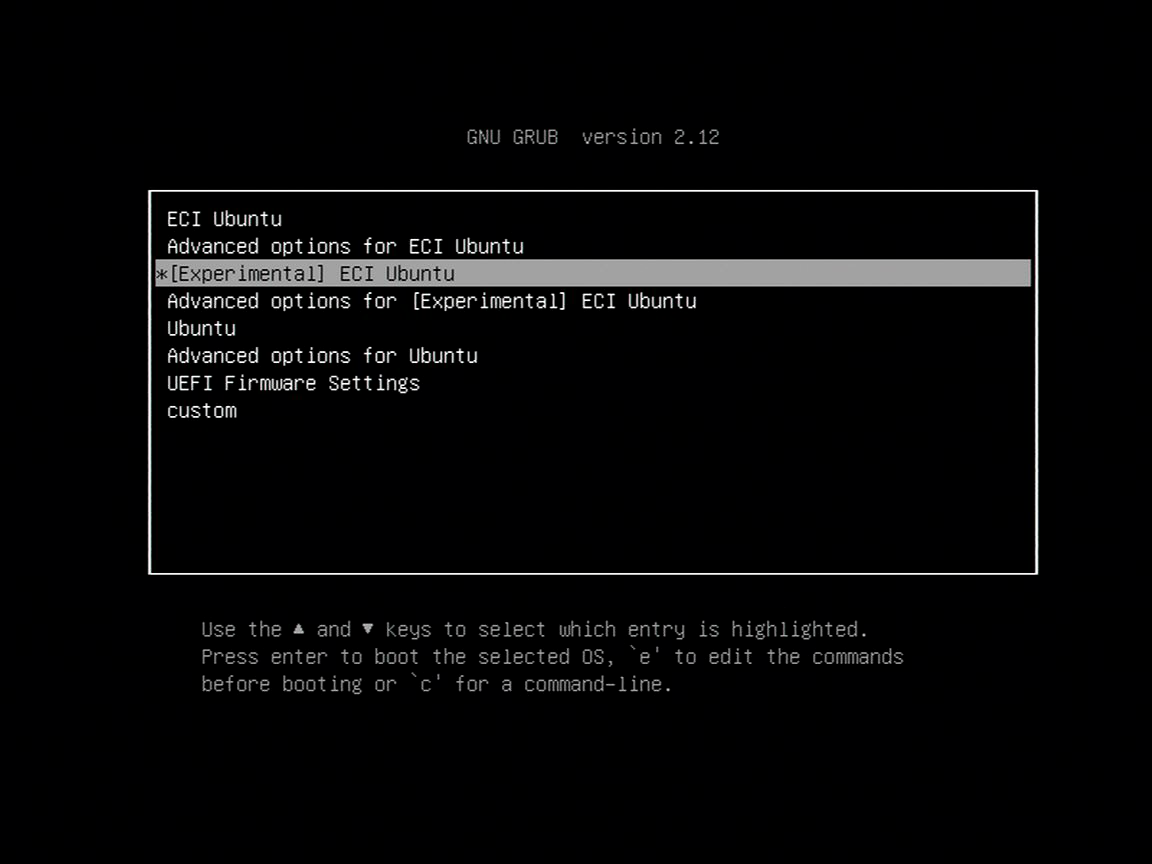 GNU GRUB  version 2.12
ECI Ubuntu
Advanced options for ECI Ubuntu
*[Experimental] ECI Ubuntu
Advanced options for [Experimental] ECI Ubuntu
Ubuntu
Advanced options for Ubuntu
UEFI Firmware Settings
custom
Use the ▲ and ▼ keys to select which entry is highlighted.
Press enter to boot the selected OS, `e' to edit the commands
before booting or `c' for a command-line.